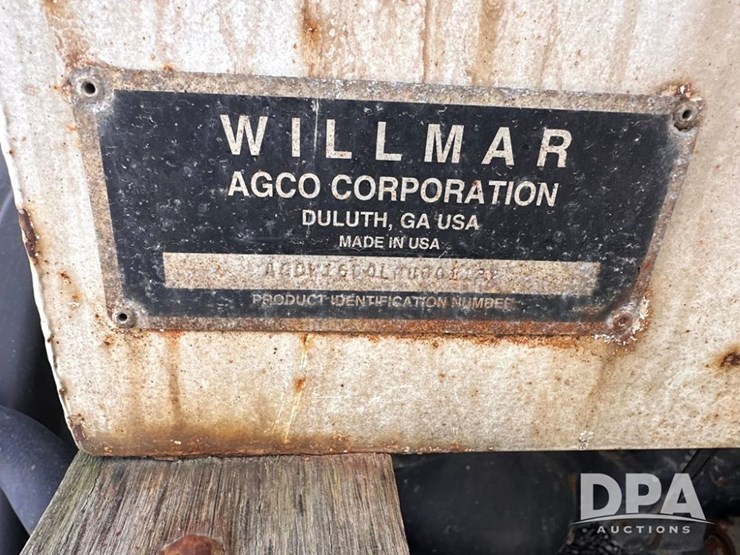 WILLMAR
AGCO CORPORATION
DULUTH, GA USA
MADE IN USA
PRODUCT IDENTIFICATION NUMBER
DPA
AUCTIONS